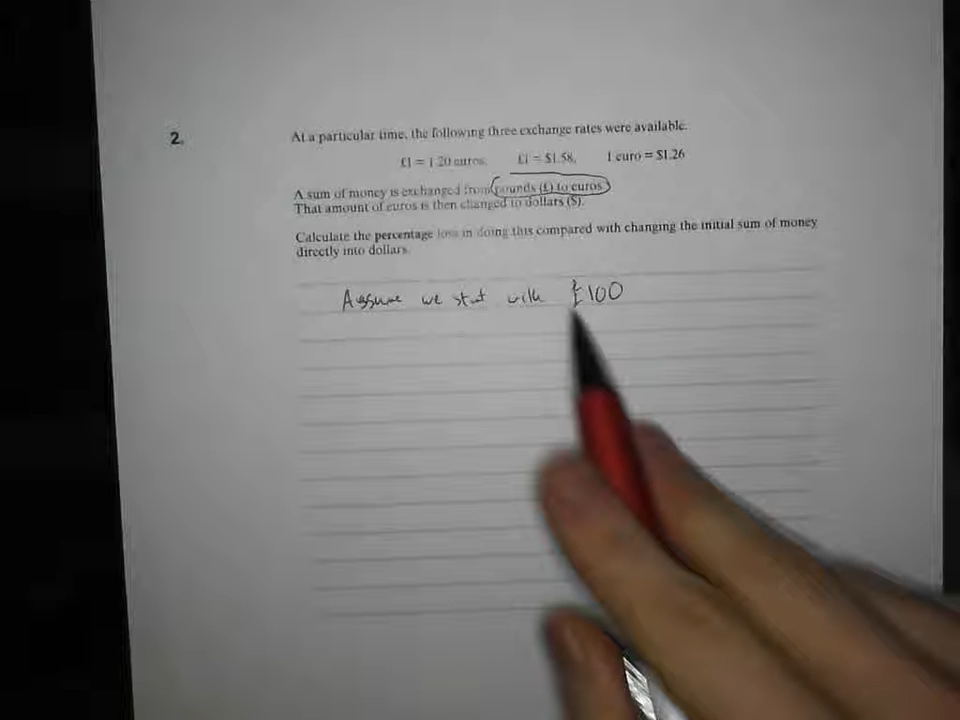 2.
At a particular time, the following three exchange rates were available.
£1 = 1.20 euros, £1 = $1.58, 1 euro = $1.26
A sum of money is exchanged from pounds (£) to euros.
That amount of euros is then changed to dollars ($).
Calculate the percentage loss in doing this compared with changing the initial sum of money
directly into dollars.
Assume we start with £100